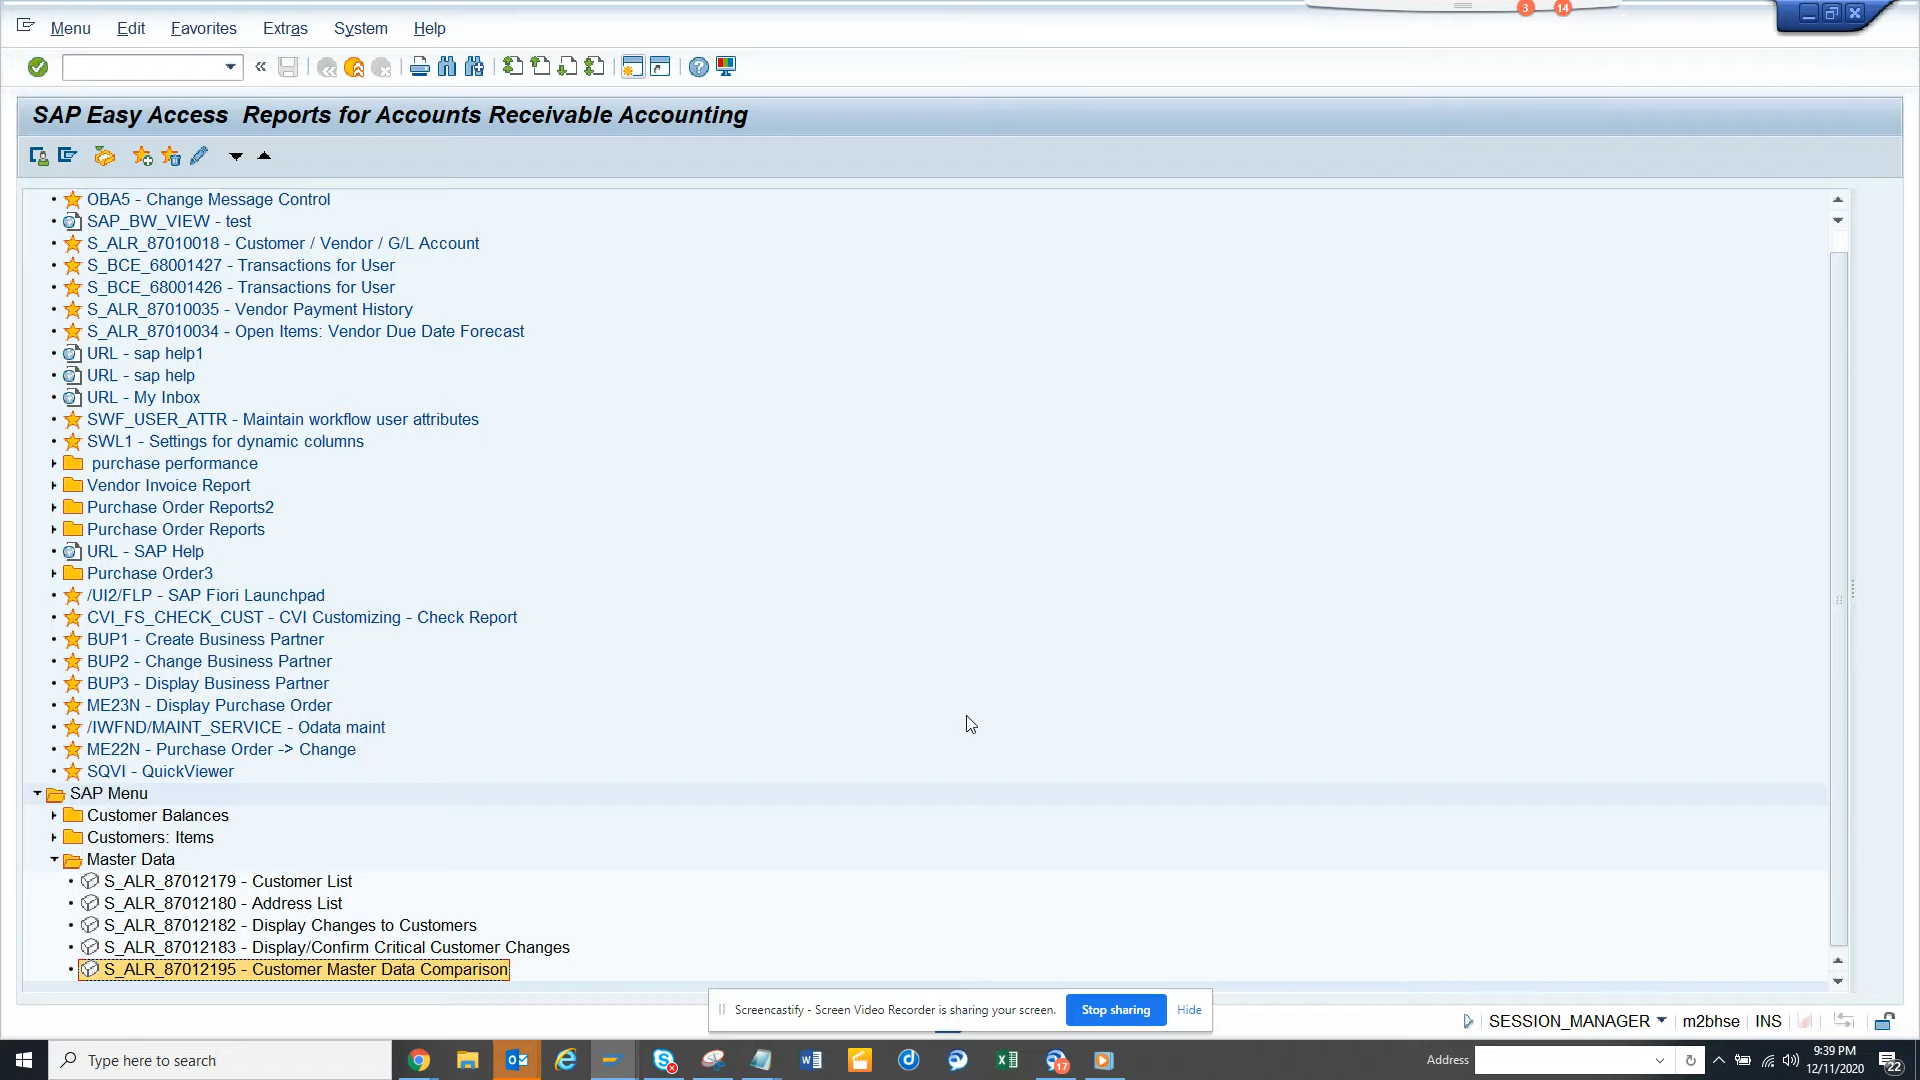 3 14
Menu Edit Favorites Extras System Help
SAP Easy Access Reports for Accounts Receivable Accounting
OBA5 - Change Message Control
SAP_BW_VIEW - test
S_ALR_87010018 - Customer / Vendor / G/L Account
S_BCE_68001427 - Transactions for User
S_BCE_68001426 - Transactions for User
S_ALR_87010035 - Vendor Payment History
S_ALR_87010034 - Open Items: Vendor Due Date Forecast
URL - sap help1
URL - sap help
URL - My Inbox
SWF_USER_ATTR - Maintain workflow user attributes
SWL1 - Settings for dynamic columns
purchase performance
Vendor Invoice Report
Purchase Order Reports2
Purchase Order Reports
URL - SAP Help
Purchase Order3
/UI2/FLP - SAP Fiori Launchpad
CVI_FS_CHECK_CUST - CVI Customizing - Check Report
BUP1 - Create Business Partner
BUP2 - Change Business Partner
BUP3 - Display Business Partner
ME23N - Display Purchase Order
/IWFND/MAINT_SERVICE - Odata maint
ME22N - Purchase Order -> Change
SQVI - QuickViewer
SAP Menu
Customer Balances
Customers: Items
Master Data
S_ALR_87012179 - Customer List
S_ALR_87012180 - Address List
S_ALR_87012182 - Display Changes to Customers
S_ALR_87012183 - Display/Confirm Critical Customer Changes
S_ALR_87012195 - Customer Master Data Comparison
Screencastify - Screen Video Recorder is sharing your screen. Stop sharing Hide
SESSION_MANAGER m2bhse INS
Type here to search
17
Address
9:39 PM
12/11/2020
22